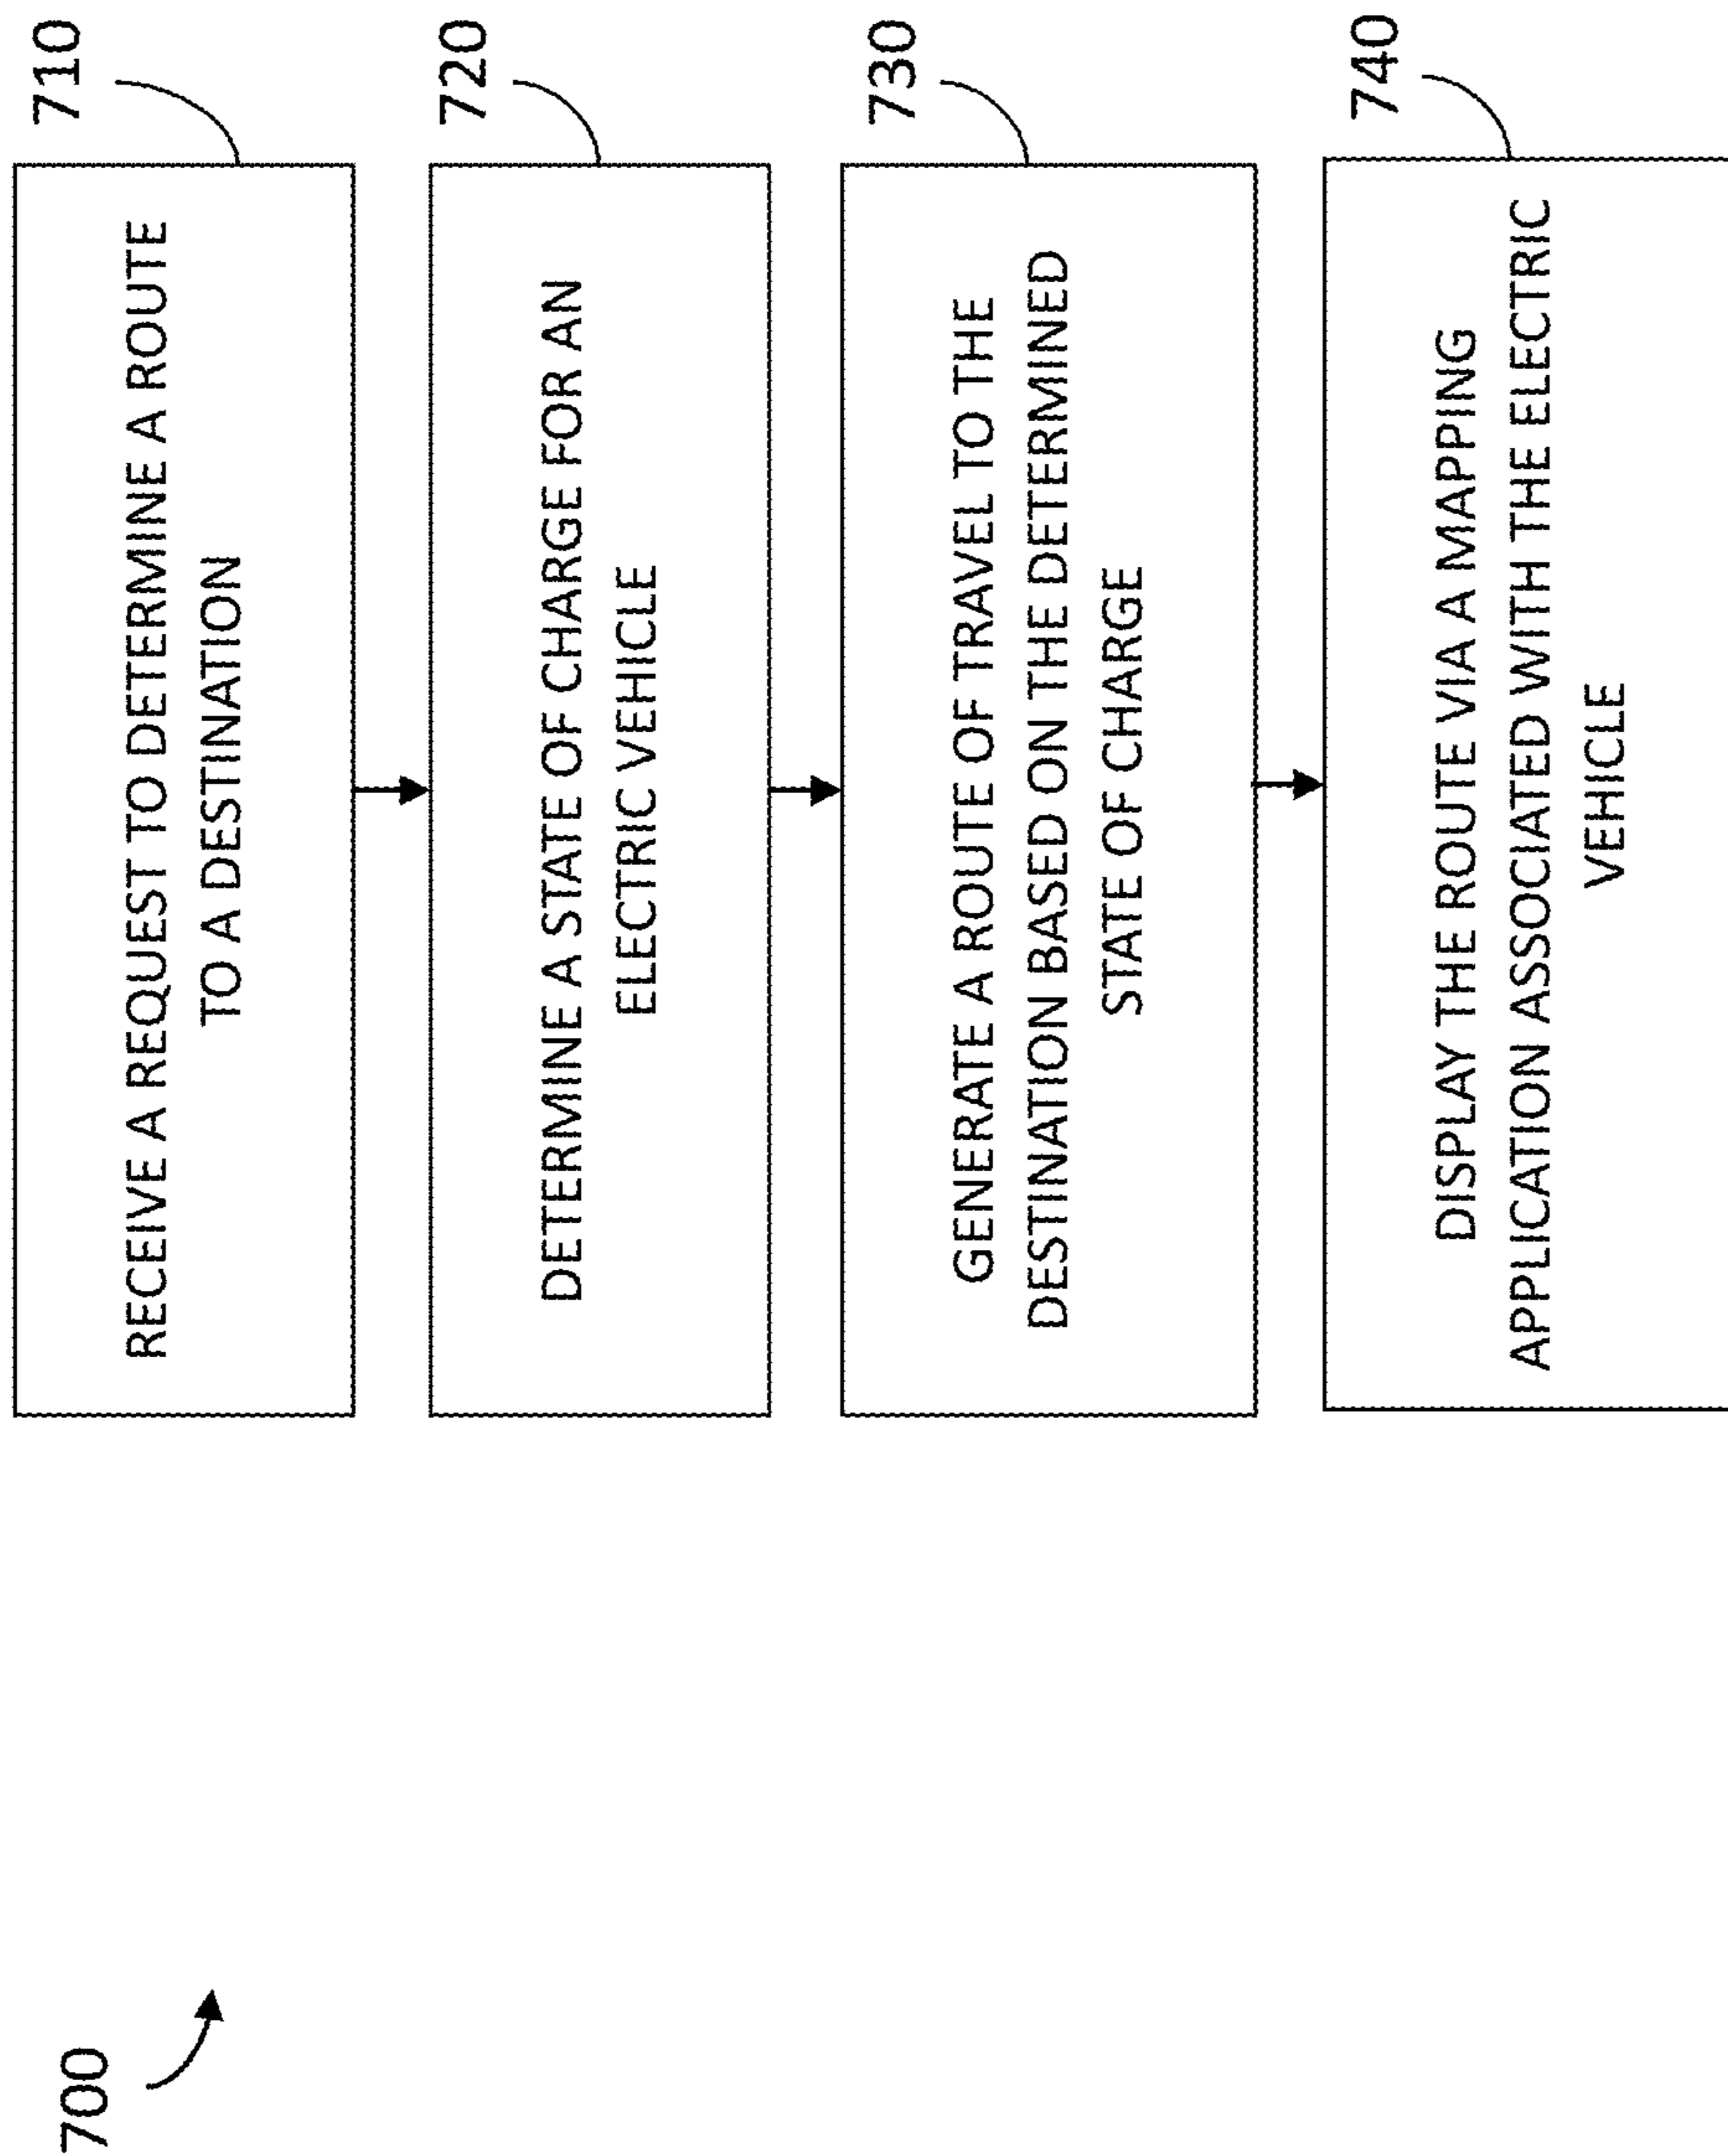 700
710
RECEIVE A REQUEST TO DETERMINE A ROUTE
TO A DESTINATION
720
DETERMINE A STATE OF CHARGE FOR AN
ELECTRIC VEHICLE
730
GENERATE A ROUTE OF TRAVEL TO THE
DESTINATION BASED ON THE DETERMINED
STATE OF CHARGE
740
DISPLAY THE ROUTE VIA A MAPPING
APPLICATION ASSOCIATED WITH THE ELECTRIC
VEHICLE